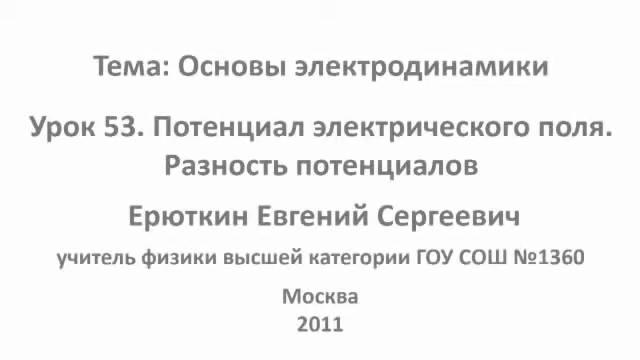 Тема: Основы электродинамики
Урок 53. Потенциал электрического поля.
Разность потенциалов
Ерюткин Евгений Сергеевич
учитель физики высшей категории ГОУ СОШ №1360
Москва
2011